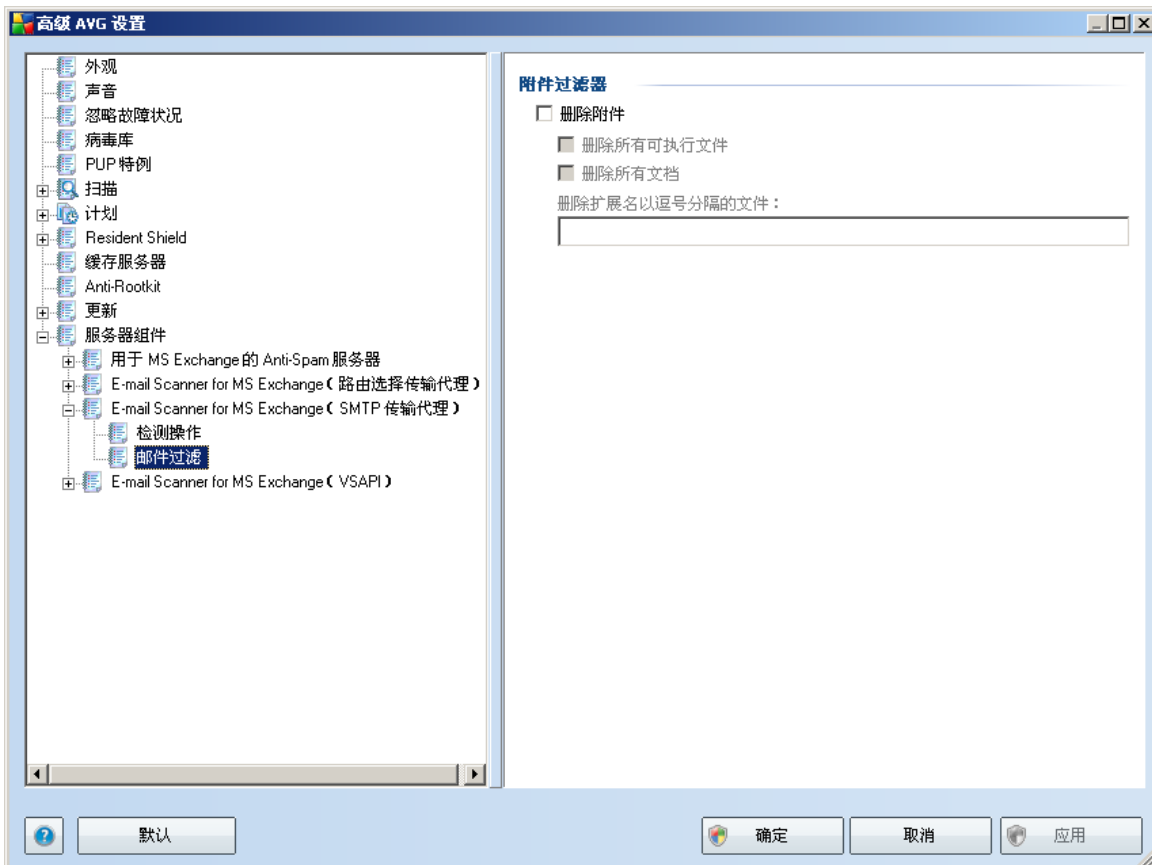 高级 AVG 设置
外观
声音
忽略故障状况
病毒库
PUP 特例
扫描
计划
Resident Shield
缓存服务器
Anti-Rootkit
更新
服务器组件
用于 MS Exchange 的 Anti-Spam 服务器
E-mail Scanner for MS Exchange（路由选择传输代理）
E-mail Scanner for MS Exchange（SMTP 传输代理）
检测操作
邮件过滤
E-mail Scanner for MS Exchange（VSAPI）
附件过滤器
删除附件
删除所有可执行文件
删除所有文档
删除扩展名以逗号分隔的文件：
默认
确定
取消
应用